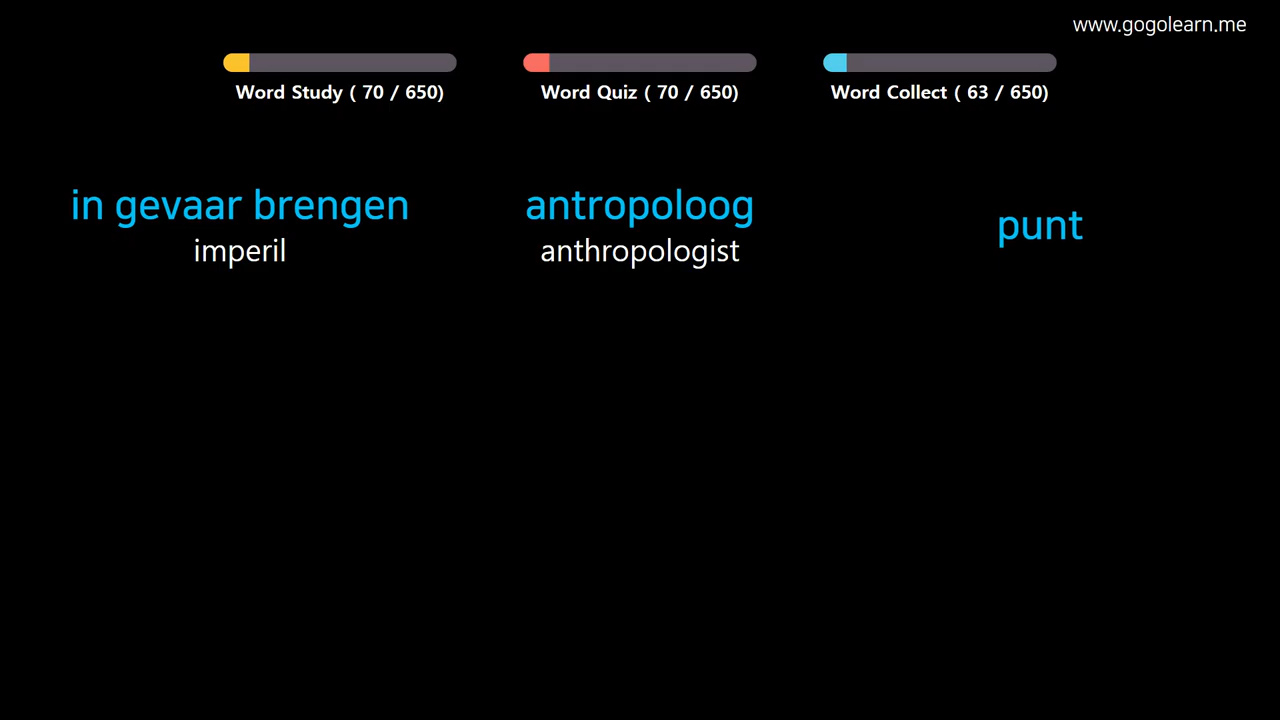 www.gogolearn.me
Word Study ( 70 / 650)
Word Quiz ( 70 / 650)
Word Collect ( 63 / 650)
in gevaar brengen
imperil
antropoloog
anthropologist
punt